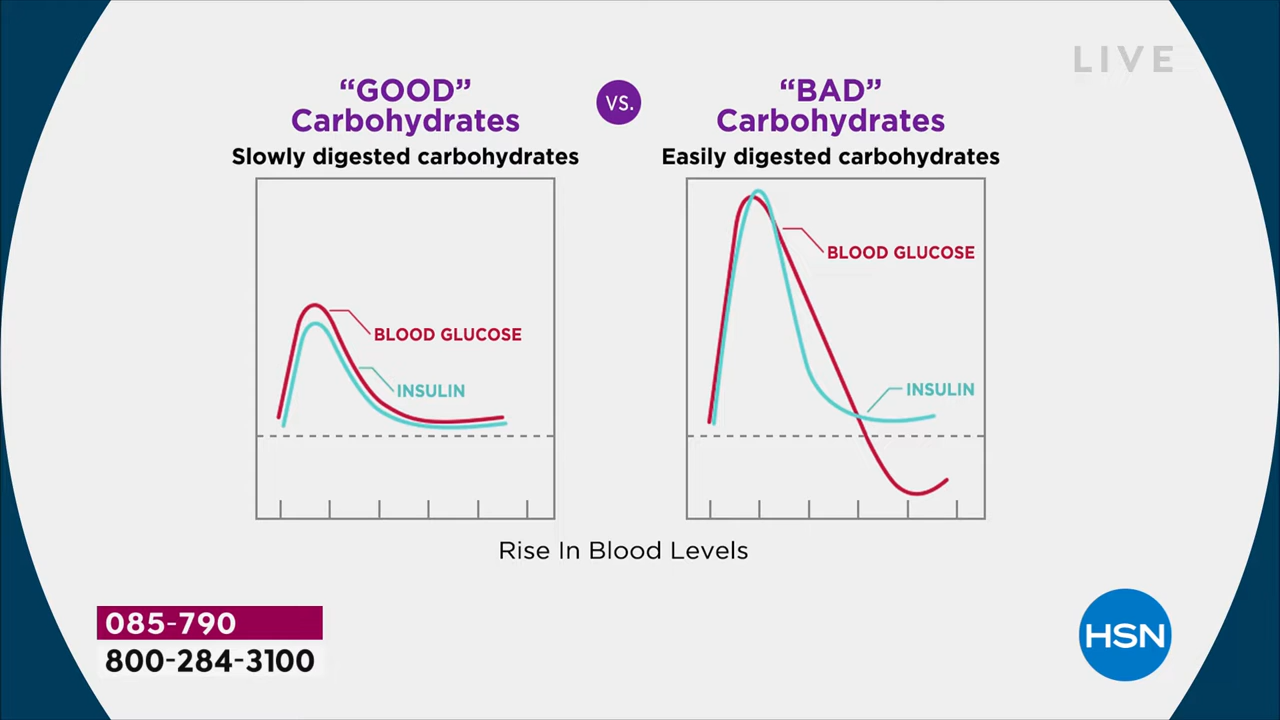 LIVE
“GOOD”
Carbohydrates
Slowly digested carbohydrates
VS.
“BAD”
Carbohydrates
Easily digested carbohydrates
BLOOD GLUCOSE
INSULIN
BLOOD GLUCOSE
INSULIN
Rise In Blood Levels
085-790
800-284-3100
HSN